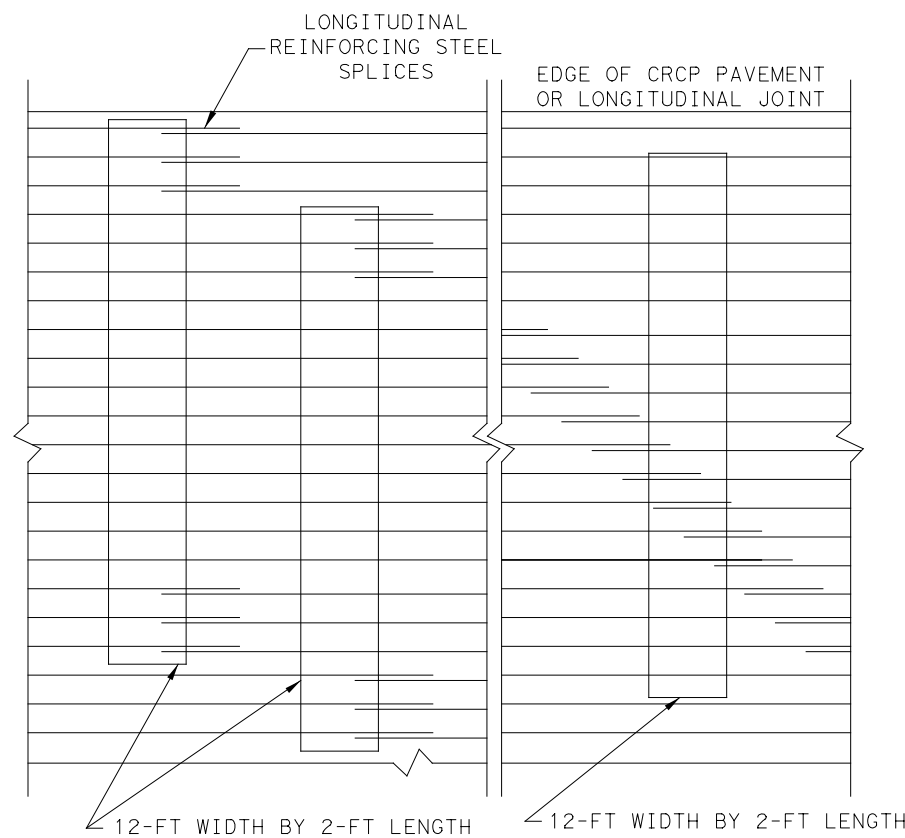 LONGITUDINAL
REINFORCING STEEL
SPLICES
EDGE OF CRCP PAVEMENT
OR LONGITUDINAL JOINT
12-FT WIDTH BY 2-FT LENGTH
12-FT WIDTH BY 2-FT LENGTH